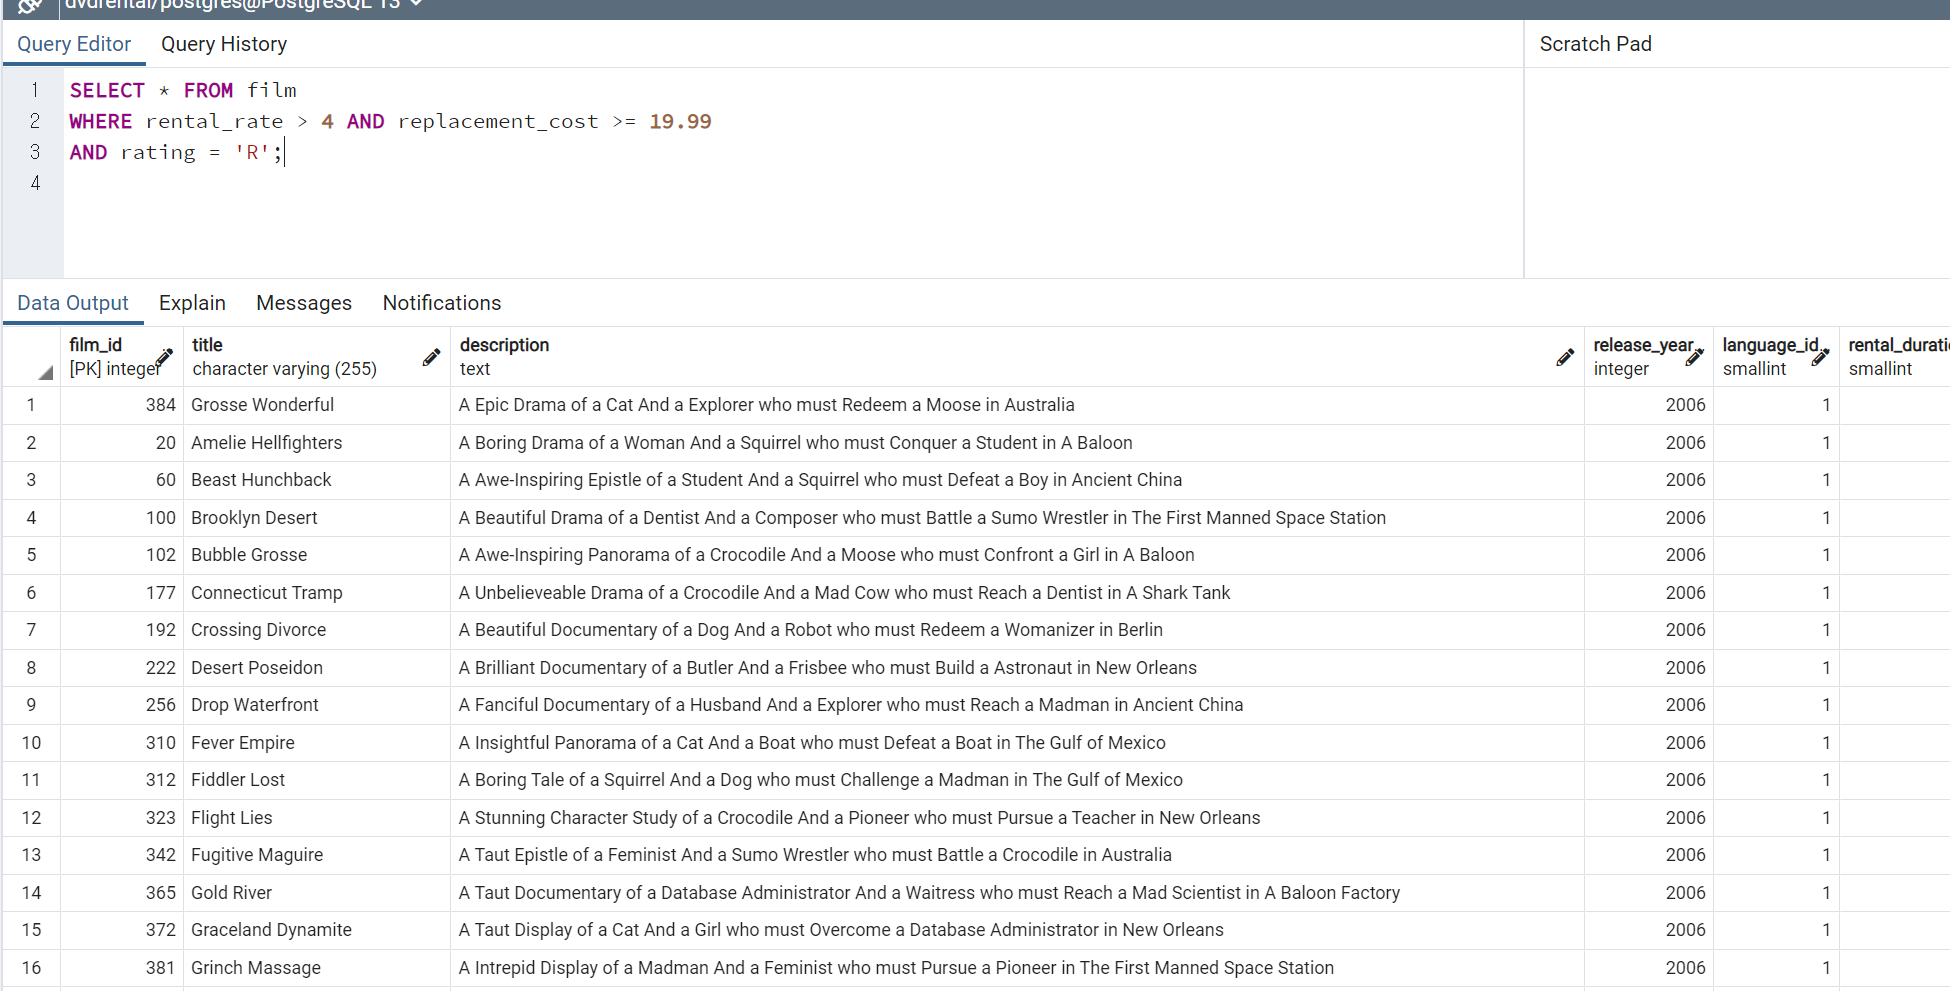 dvdrental/postgres@PostgreSQL 13
Query Editor Query History Scratch Pad
1 SELECT * FROM film
2 WHERE rental_rate > 4 AND replacement_cost >= 19.99
3 AND rating = 'R';
4
Data Output Explain Messages Notifications
film_id title description release_year language_id rental_durati
[PK] integer character varying (255) text integer smallint smallint
1 384 Grosse Wonderful A Epic Drama of a Cat And a Explorer who must Redeem a Moose in Australia 2006 1
2 20 Amelie Hellfighters A Boring Drama of a Woman And a Squirrel who must Conquer a Student in A Baloon 2006 1
3 60 Beast Hunchback A Awe-Inspiring Epistle of a Student And a Squirrel who must Defeat a Boy in Ancient China 2006 1
4 100 Brooklyn Desert A Beautiful Drama of a Dentist And a Composer who must Battle a Sumo Wrestler in The First Manned Space Station 2006 1
5 102 Bubble Grosse A Awe-Inspiring Panorama of a Crocodile And a Moose who must Confront a Girl in A Baloon 2006 1
6 177 Connecticut Tramp A Unbelieveable Drama of a Crocodile And a Mad Cow who must Reach a Dentist in A Shark Tank 2006 1
7 192 Crossing Divorce A Beautiful Documentary of a Dog And a Robot who must Redeem a Womanizer in Berlin 2006 1
8 222 Desert Poseidon A Brilliant Documentary of a Butler And a Frisbee who must Build a Astronaut in New Orleans 2006 1
9 256 Drop Waterfront A Fanciful Documentary of a Husband And a Explorer who must Reach a Madman in Ancient China 2006 1
10 310 Fever Empire A Insightful Panorama of a Cat And a Boat who must Defeat a Boat in The Gulf of Mexico 2006 1
11 312 Fiddler Lost A Boring Tale of a Squirrel And a Dog who must Challenge a Madman in The Gulf of Mexico 2006 1
12 323 Flight Lies A Stunning Character Study of a Crocodile And a Pioneer who must Pursue a Teacher in New Orleans 2006 1
13 342 Fugitive Maguire A Taut Epistle of a Feminist And a Sumo Wrestler who must Battle a Crocodile in Australia 2006 1
14 365 Gold River A Taut Documentary of a Database Administrator And a Waitress who must Reach a Mad Scientist in A Baloon Factory 2006 1
15 372 Graceland Dynamite A Taut Display of a Cat And a Girl who must Overcome a Database Administrator in New Orleans 2006 1
16 381 Grinch Massage A Intrepid Display of a Madman And a Feminist who must Pursue a Pioneer in The First Manned Space Station 2006 1